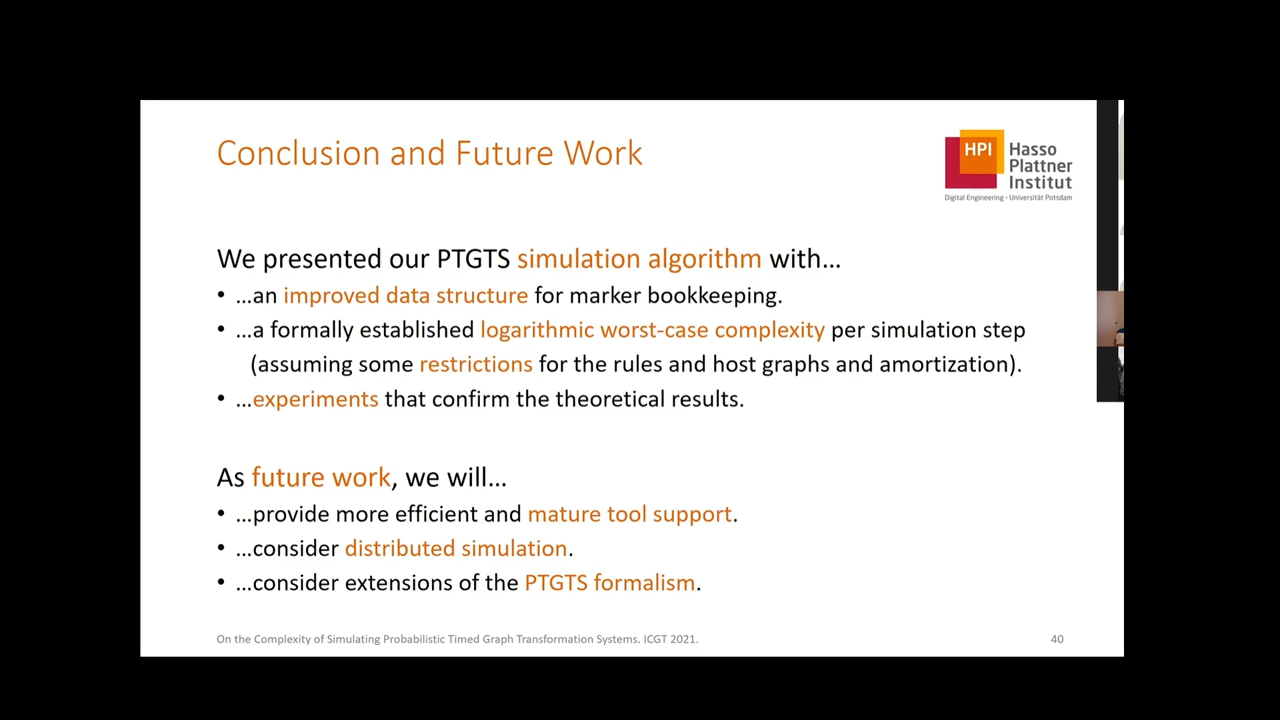 Conclusion and Future Work
HPI
Hasso
Plattner
Institut
Digital Engineering • Universität Potsdam
We presented our PTGTS simulation algorithm with…
• …an improved data structure for marker bookkeeping.
• …a formally established logarithmic worst-case complexity per simulation step
(assuming some restrictions for the rules and host graphs and amortization).
• …experiments that confirm the theoretical results.
As future work, we will…
• …provide more efficient and mature tool support.
• …consider distributed simulation.
• …consider extensions of the PTGTS formalism.
On the Complexity of Simulating Probabilistic Timed Graph Transformation Systems. ICGT 2021.
40